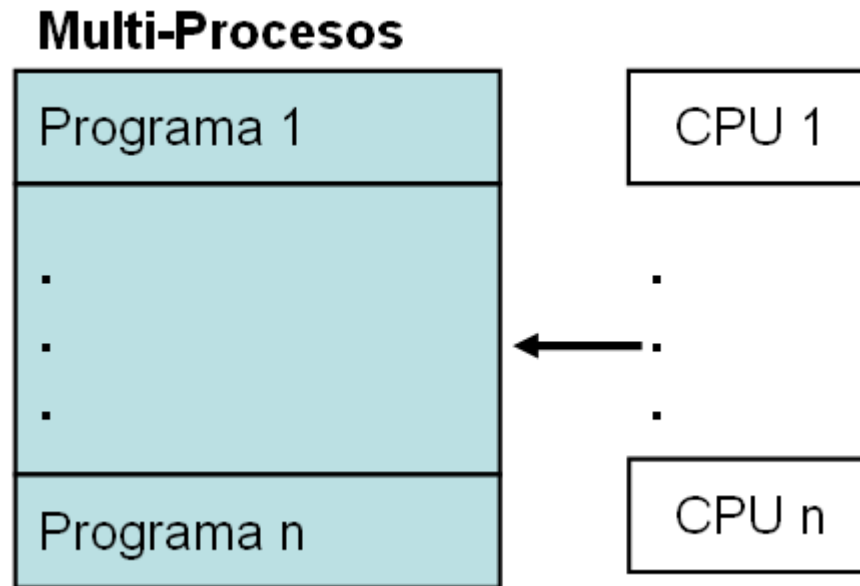 Multi-Procesos
Programa 1
CPU 1
.
.
.
.
.
.
Programa n
CPU n